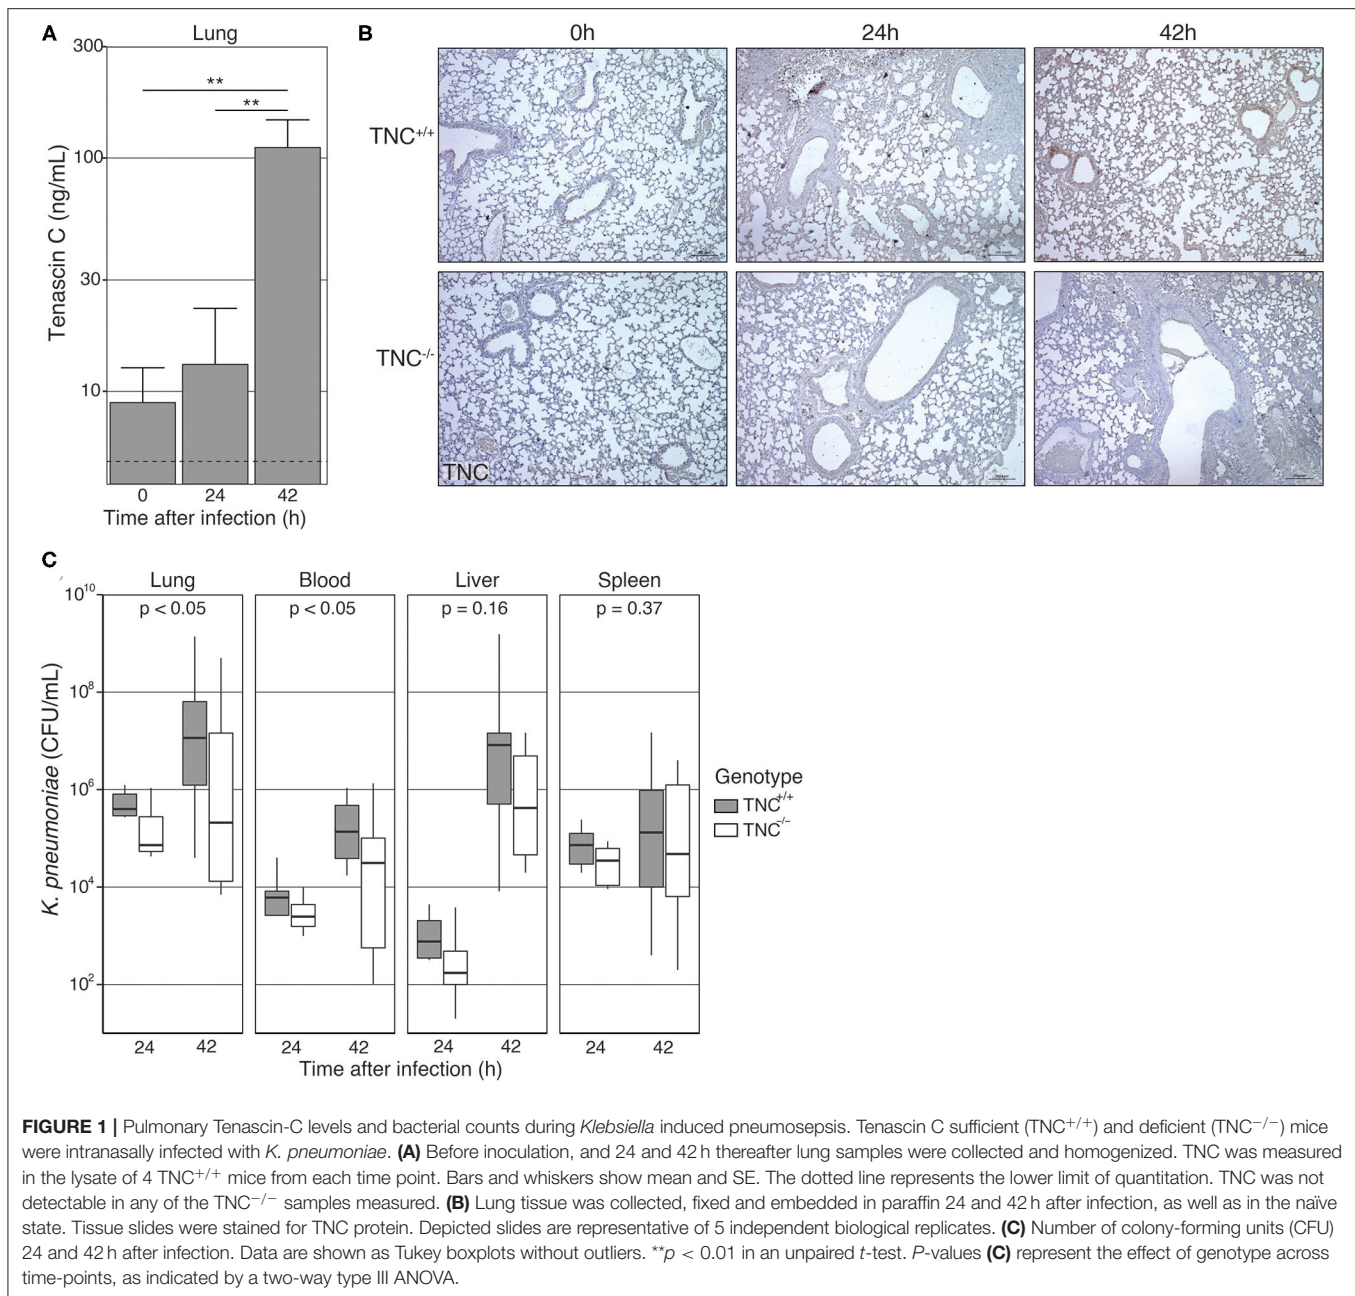 A
Lung
300
100
30
10
**
**
Tenascin C (ng/mL)
0
24
42
Time after infection (h)
B
0h
24h
42h
TNC+/+
TNC-/-
TNC
C
Lung
Blood
Liver
Spleen
p < 0.05
p < 0.05
p = 0.16
p = 0.37
10^10
10^8
10^6
10^4
10^2
K. pneumoniae (CFU/mL)
24
42
24
42
24
42
24
42
Time after infection (h)
Genotype
TNC+/+
TNC-/-
FIGURE 1 | Pulmonary Tenascin-C levels and bacterial counts during Klebsiella induced pneumosepsis. Tenascin C sufficient (TNC+/+) and deficient (TNC−/−) mice
were intranasally infected with K. pneumoniae. (A) Before inoculation, and 24 and 42 h thereafter lung samples were collected and homogenized. TNC was measured
in the lysate of 4 TNC+/+ mice from each time point. Bars and whiskers show mean and SE. The dotted line represents the lower limit of quantitation. TNC was not
detectable in any of the TNC−/− samples measured. (B) Lung tissue was collected, fixed and embedded in paraffin 24 and 42 h after infection, as well as in the naïve
state. Tissue slides were stained for TNC protein. Depicted slides are representative of 5 independent biological replicates. (C) Number of colony-forming units (CFU)
24 and 42 h after infection. Data are shown as Tukey boxplots without outliers. **p < 0.01 in an unpaired t-test. P-values (C) represent the effect of genotype across
time-points, as indicated by a two-way type III ANOVA.